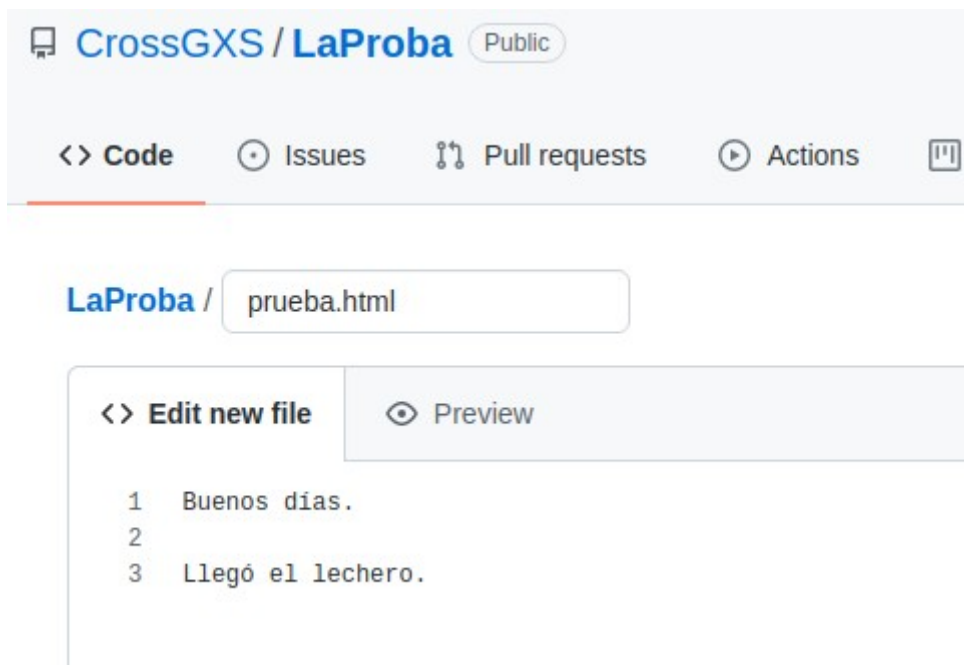 CrossGXS / LaProba Public
Code Issues Pull requests Actions
LaProba / prueba.html
Edit new file Preview
1 Buenos días.
2
3 Llegó el lechero.